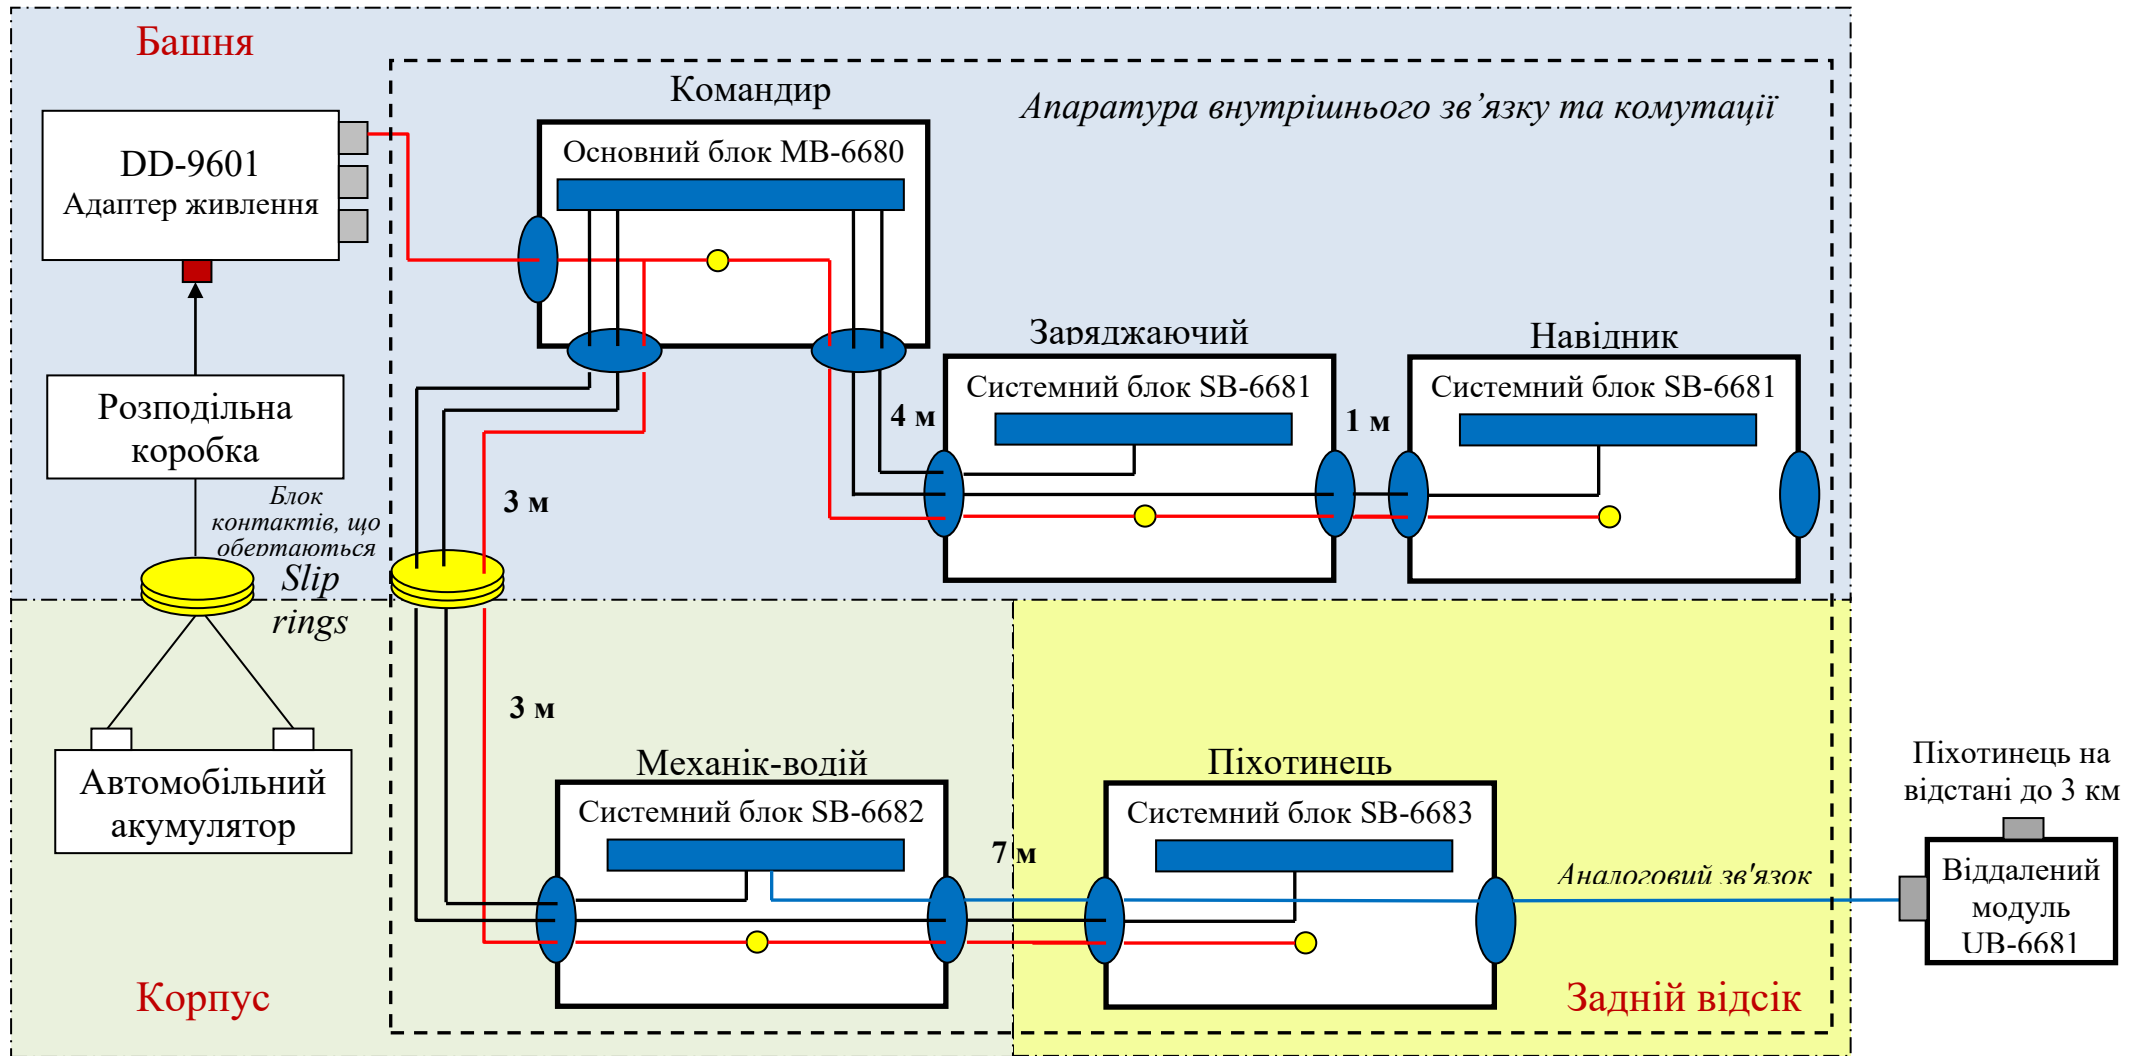 Башня
Командир
Апаратура внутрішнього зв’язку та комутації
DD-9601
Адаптер живлення
Основний блок MB-6680
Заряджаючий
Системний блок SB-6681
Навідник
Системний блок SB-6681
4 м
1 м
Розподільна
коробка
Блок
контактів, що
обертаються
Slip
rings
3 м
3 м
Автомобільний
акумулятор
Механік-водій
Системний блок SB-6682
7 м
Піхотинець
Системний блок SB-6683
Аналоговий зв'язок
Піхотинець на
відстані до 3 км
Віддалений
модуль
UB-6681
Корпус
Задній відсік